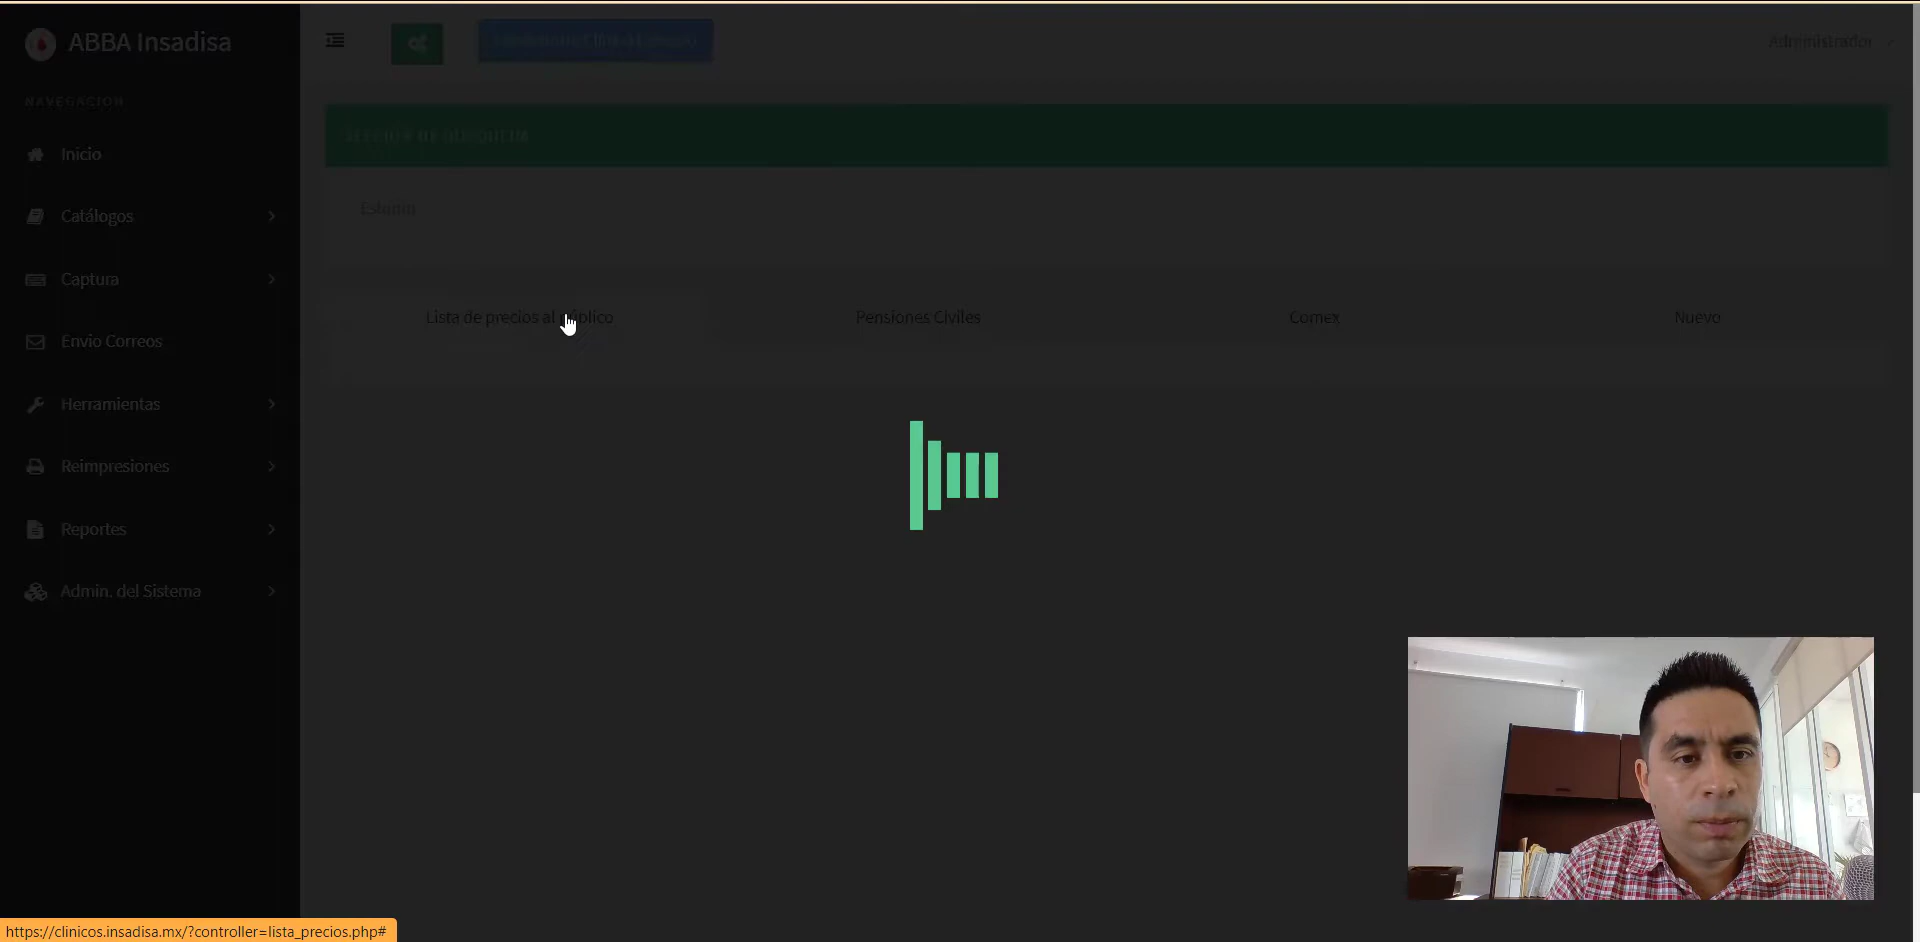 ABBA Insadisa
Administrador
NAVEGACION
Inicio
Catálogos
Captura
Envio Correos
Herramientas
Reimpresiones
Reportes
Admin. del Sistema
Estudio
Lista de precios al público
Pensiones Civiles
Comex
Nuevo
https://clinicos.insadisa.mx/?controller=lista_precios.php#